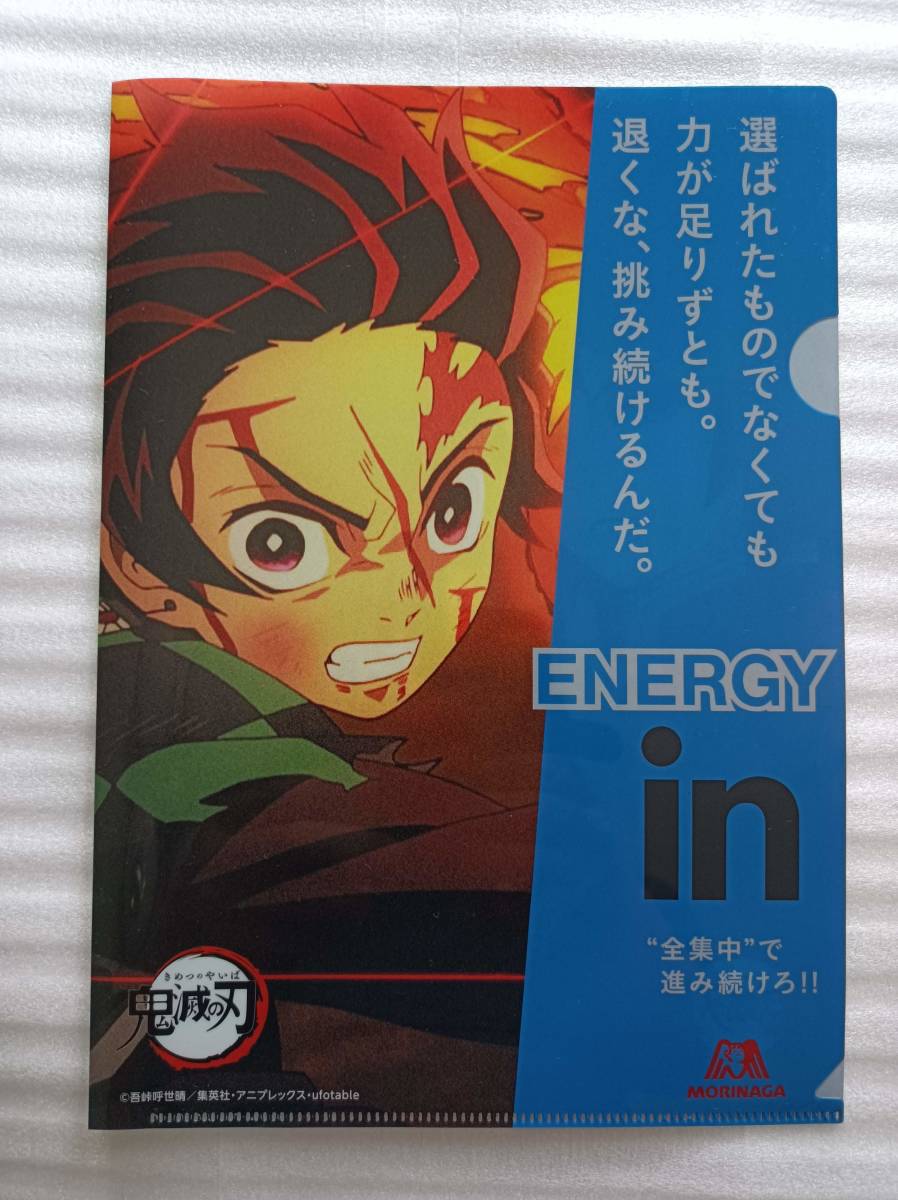 選ばれたものでなくても
力が足りずとも。
退くな、挑み続けるんだ。
ENERGY
in
“全集中”で
進み続けろ!!
きめつのやいば
鬼滅の刃
MORINAGA
©吾峠呼世晴／集英社・アニプレックス・ufotable